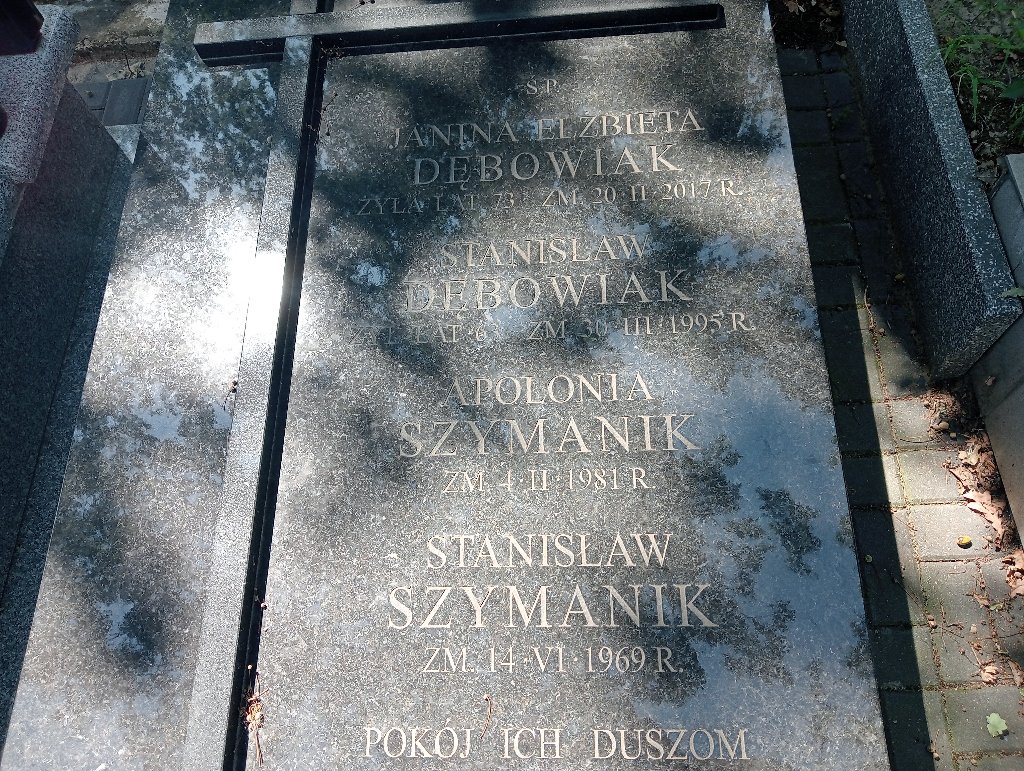 Ś.P.
JANINA ELŻBIETA
DĘBOWIAK
ŻYŁA LAT 73 ZM. 20·II·2017 R.
STANISŁAW
DĘBOWIAK
ŻYŁ LAT ZM. 30·III·1995 R.
APOLONIA
SZYMANIK
ZM. 4·II·1981 R.
STANISŁAW
SZYMANIK
ZM. 14·VI·1969 R.
POKÓJ ICH DUSZOM